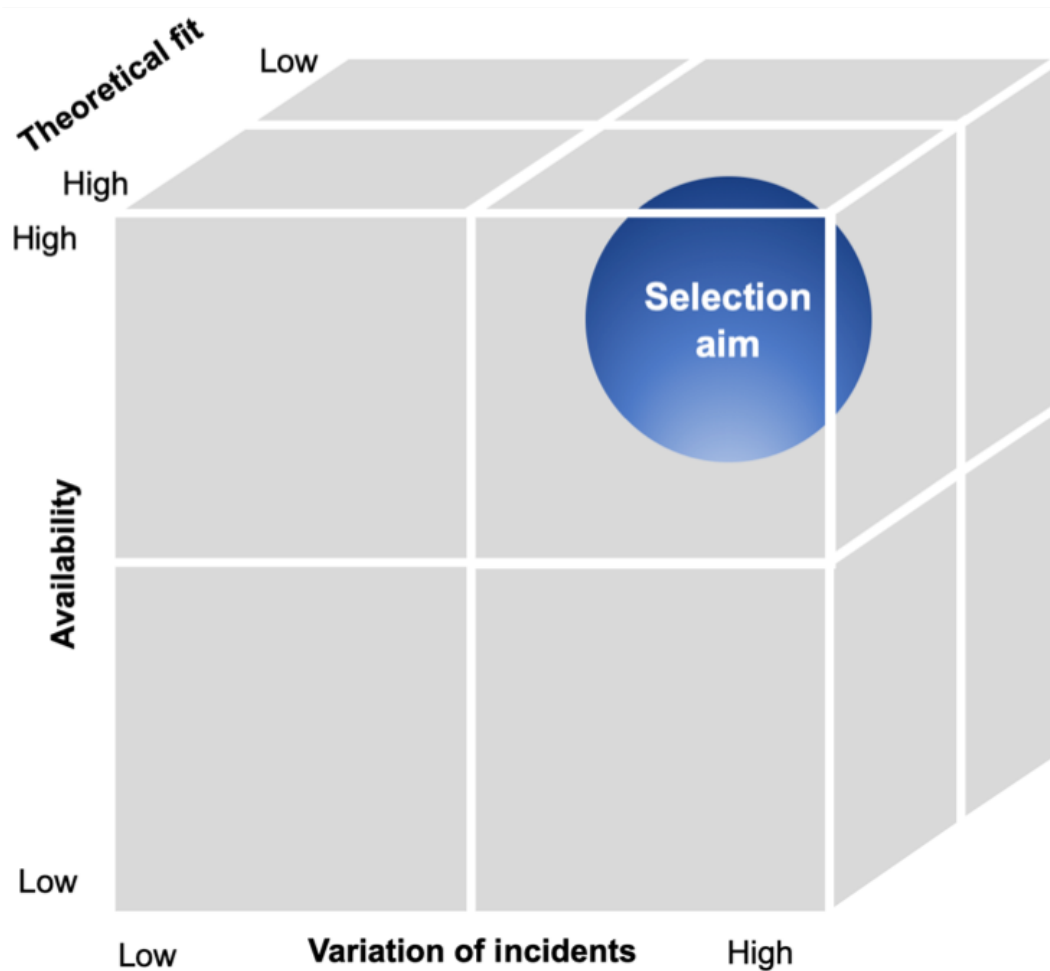 Theoretical fit
Low
High
High
Selection
aim
Availability
Low
Low
Variation of incidents
High